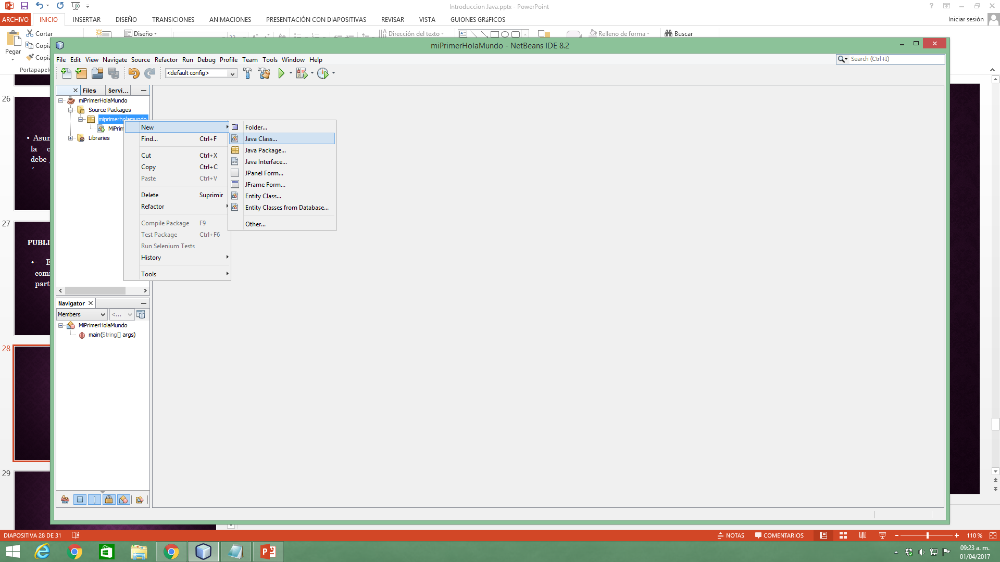 Introduccion Java.pptx - PowerPoint
ARCHIVO INICIO INSERTAR DISEÑO TRANSICIONES ANIMACIONES PRESENTACIÓN CON DIAPOSITIVAS REVISAR VISTA GUIONES GRáFICOS Iniciar sesión
Cortar Diseño Dirección del texto Relleno de forma Buscar
Pegar
Portapapele
miPrimerHolaMundo - NetBeans IDE 8.2
File Edit View Navigate Source Refactor Run Debug Profile Team Tools Window Help Search (Ctrl+I)
<default config>
Files Servi...
miPrimerHolaMundo
Source Packages
miprimerholamundo
MiPrim
Libraries
New
Find... Ctrl+F
Cut Ctrl+X
Copy Ctrl+C
Paste Ctrl+V
Delete Suprimir
Refactor
Compile Package F9
Test Package Ctrl+F6
Run Selenium Tests
History
Tools
Folder...
Java Class...
Java Package...
Java Interface...
JPanel Form...
JFrame Form...
Entity Class...
Entity Classes from Database...
Other...
Navigator
Members <...
MiPrimerHolaMundo
main(String[] args)
26
• Asur
la c
debe
27
PUBLI
•- E
comi
part
28
29
DIAPOSITIVA 28 DE 31 NOTAS COMENTARIOS 110 %
09:23 a. m.
01/04/2017